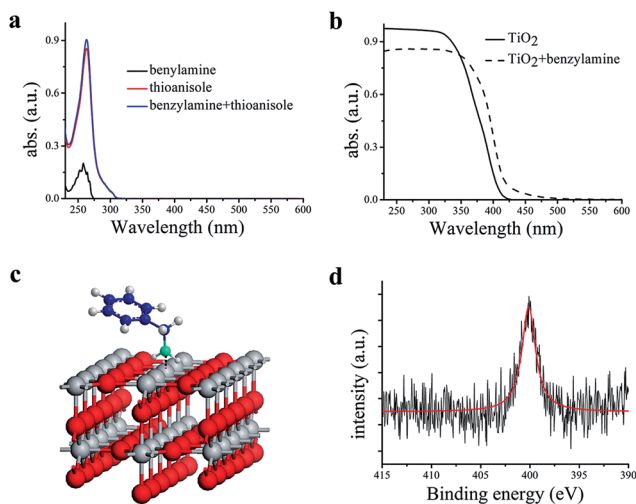 a
abs. (a.u.)
0.9
0.6
0.3
0.0
250 300 350 400 450 500 550 600
Wavelength (nm)
benylamine
thioanisole
benzylamine+thioanisole
b
abs. (a.u.)
0.9
0.6
0.3
0.0
250 300 350 400 450 500 550 600
Wavelength (nm)
TiO2
TiO2+benzylamine
c
d
intensity (a.u.)
415 410 405 400 395 390
Binding energy (eV)